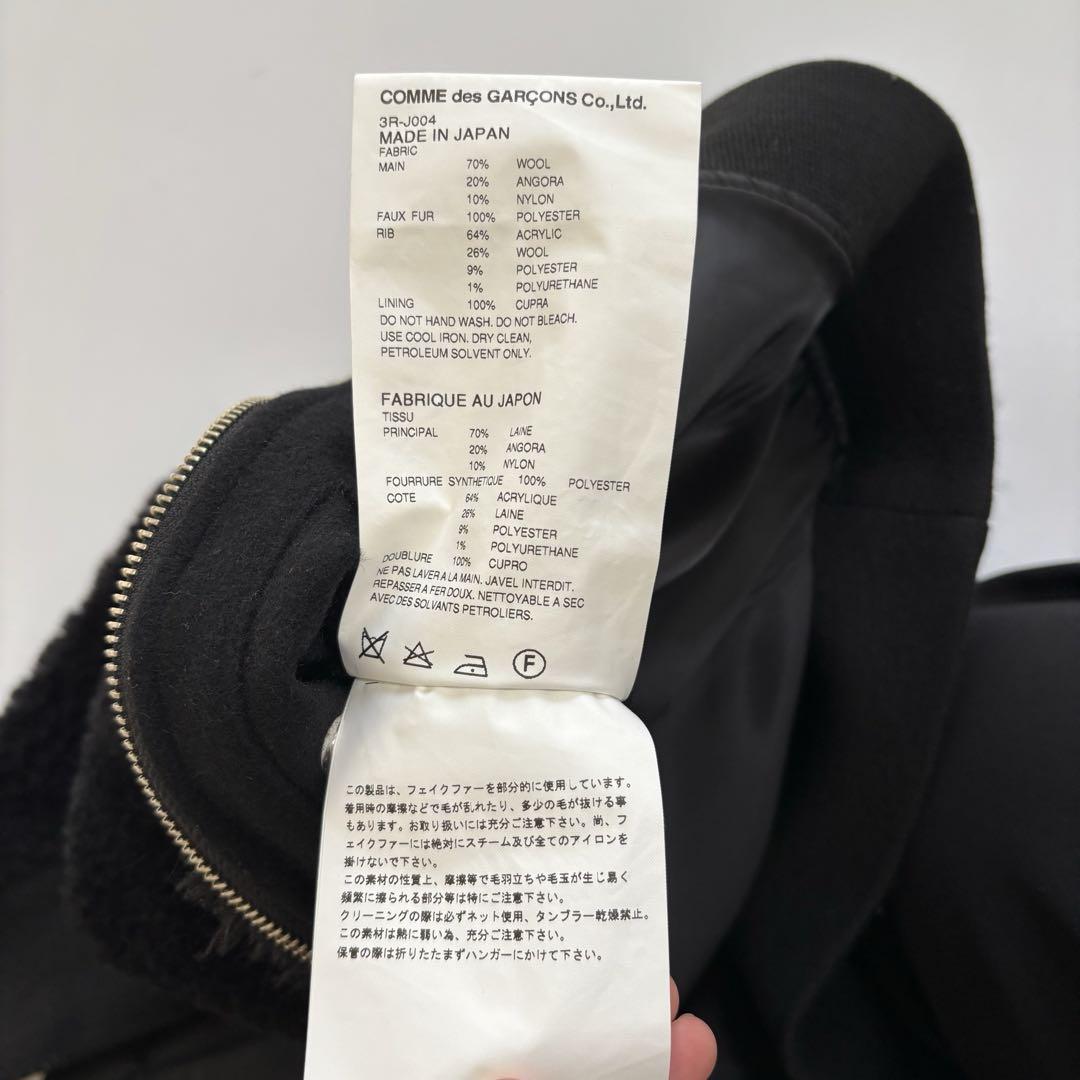 COMME des GARÇONS Co.,Ltd.
3R-J004
MADE IN JAPAN
FABRIC
MAIN 70% WOOL
20% ANGORA
10% NYLON
FAUX FUR 100% POLYESTER
RIB 64% ACRYLIC
26% WOOL
9% POLYESTER
1% POLYURETHANE
LINING 100% CUPRA
DO NOT HAND WASH. DO NOT BLEACH.
USE COOL IRON. DRY CLEAN,
PETROLEUM SOLVENT ONLY.
FABRIQUE AU JAPON
TISSU
PRINCIPAL 70% LAINE
20% ANGORA
10% NYLON
FOURRURE SYNTHETIQUE 100% POLYESTER
COTE 64% ACRYLIQUE
26% LAINE
9% POLYESTER
1% POLYURETHANE
DOUBLURE 100% CUPRO
NE PAS LAVER A LA MAIN. JAVEL INTERDIT.
REPASSER A FER DOUX. NETTOYABLE A SEC
AVEC DES SOLVANTS PETROLIERS.
F
この製品は、フェイクファーを部分的に使用しています。
着用時の摩擦などで毛が乱れたり、多少の毛が抜ける事
もあります。お取り扱いには充分ご注意下さい。尚、フ
ェイクファーには絶対にスチーム及び全てのアイロンを
掛けないで下さい。
この素材の性質上、摩擦等で毛羽立ちや毛玉が生じ易く
頻繁に擦られる部分等は特にご注意下さい。
クリーニングの際は必ずネット使用、タンブラー乾燥禁止。
この素材は熱に弱い為、充分ご注意下さい。
保管の際は折りたたまずハンガーにかけて下さい。